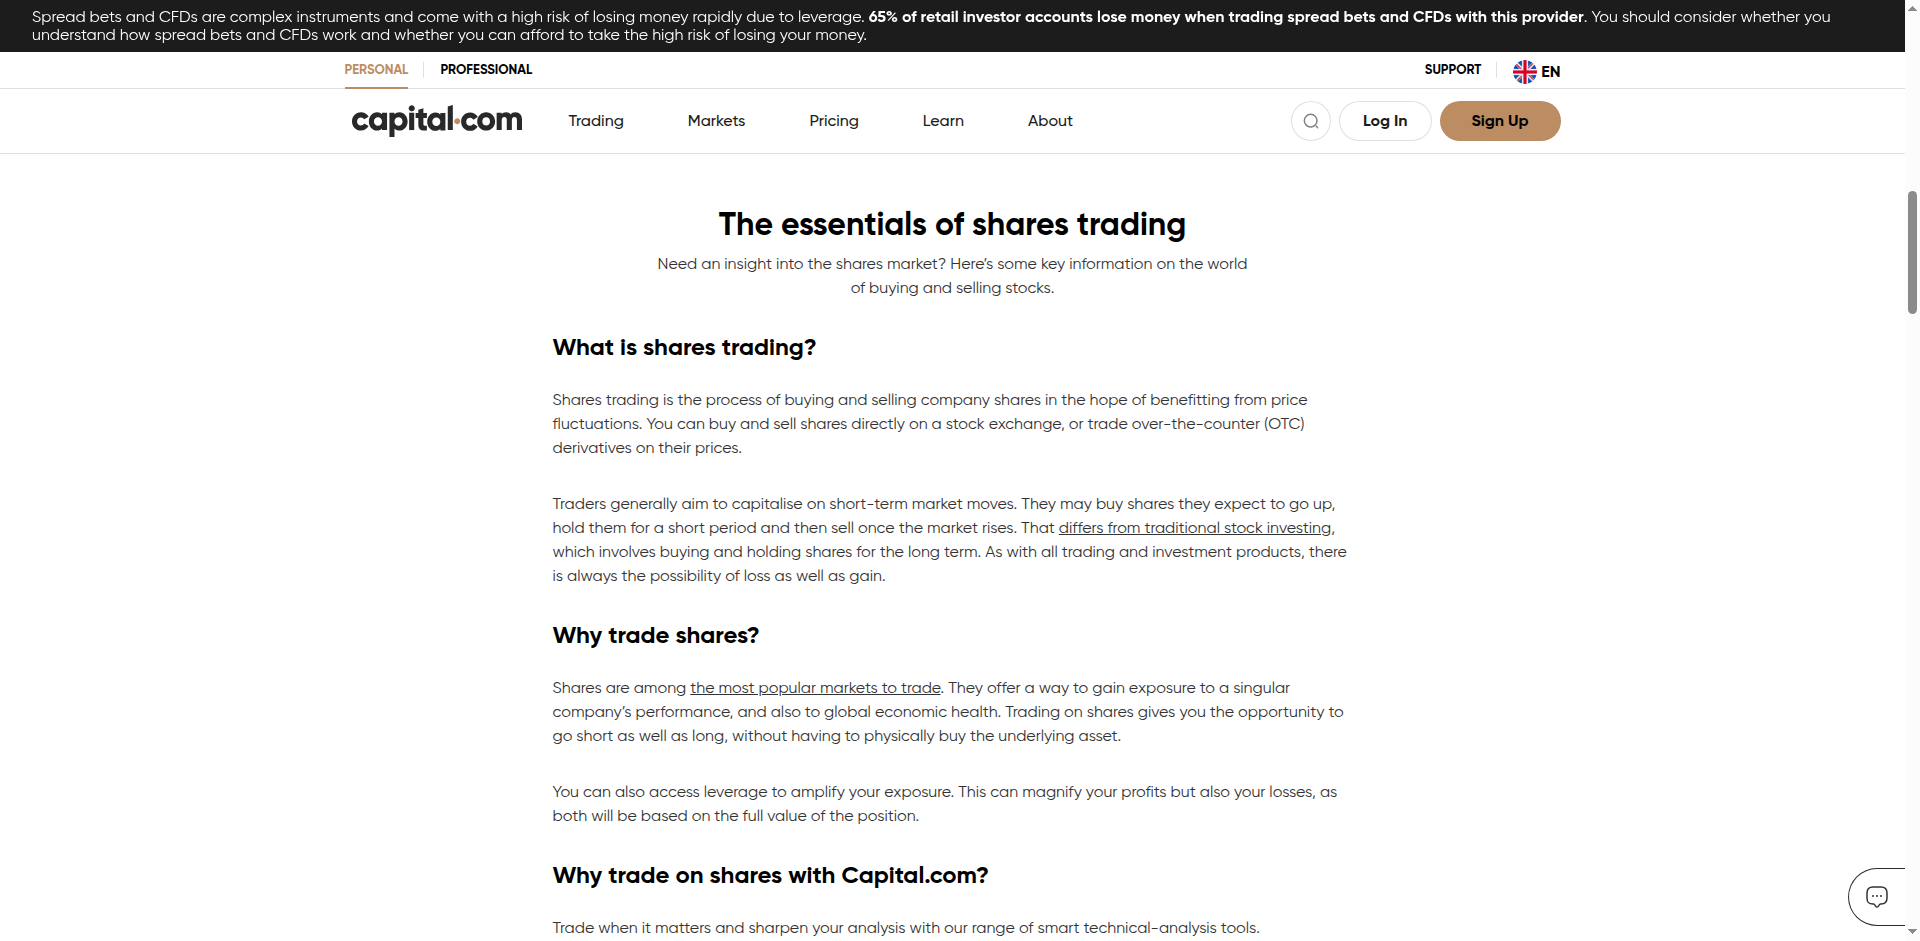 Spread bets and CFDs are complex instruments and come with a high risk of losing money rapidly due to leverage. 65% of retail investor accounts lose money when trading spread bets and CFDs with this provider. You should consider whether you
understand how spread bets and CFDs work and whether you can afford to take the high risk of losing your money.
PERSONAL
PROFESSIONAL
SUPPORT
EN
capital.com
Trading
Markets
Pricing
Learn
About
Log In
Sign Up
The essentials of shares trading
Need an insight into the shares market? Here’s some key information on the world
of buying and selling stocks.
What is shares trading?
Shares trading is the process of buying and selling company shares in the hope of benefitting from price
fluctuations. You can buy and sell shares directly on a stock exchange, or trade over-the-counter (OTC)
derivatives on their prices.
Traders generally aim to capitalise on short-term market moves. They may buy shares they expect to go up,
hold them for a short period and then sell once the market rises. That differs from traditional stock investing,
which involves buying and holding shares for the long term. As with all trading and investment products, there
is always the possibility of loss as well as gain.
Why trade shares?
Shares are among the most popular markets to trade. They offer a way to gain exposure to a singular
company’s performance, and also to global economic health. Trading on shares gives you the opportunity to
go short as well as long, without having to physically buy the underlying asset.
You can also access leverage to amplify your exposure. This can magnify your profits but also your losses, as
both will be based on the full value of the position.
Why trade on shares with Capital.com?
Trade when it matters and sharpen your analysis with our range of smart technical-analysis tools.